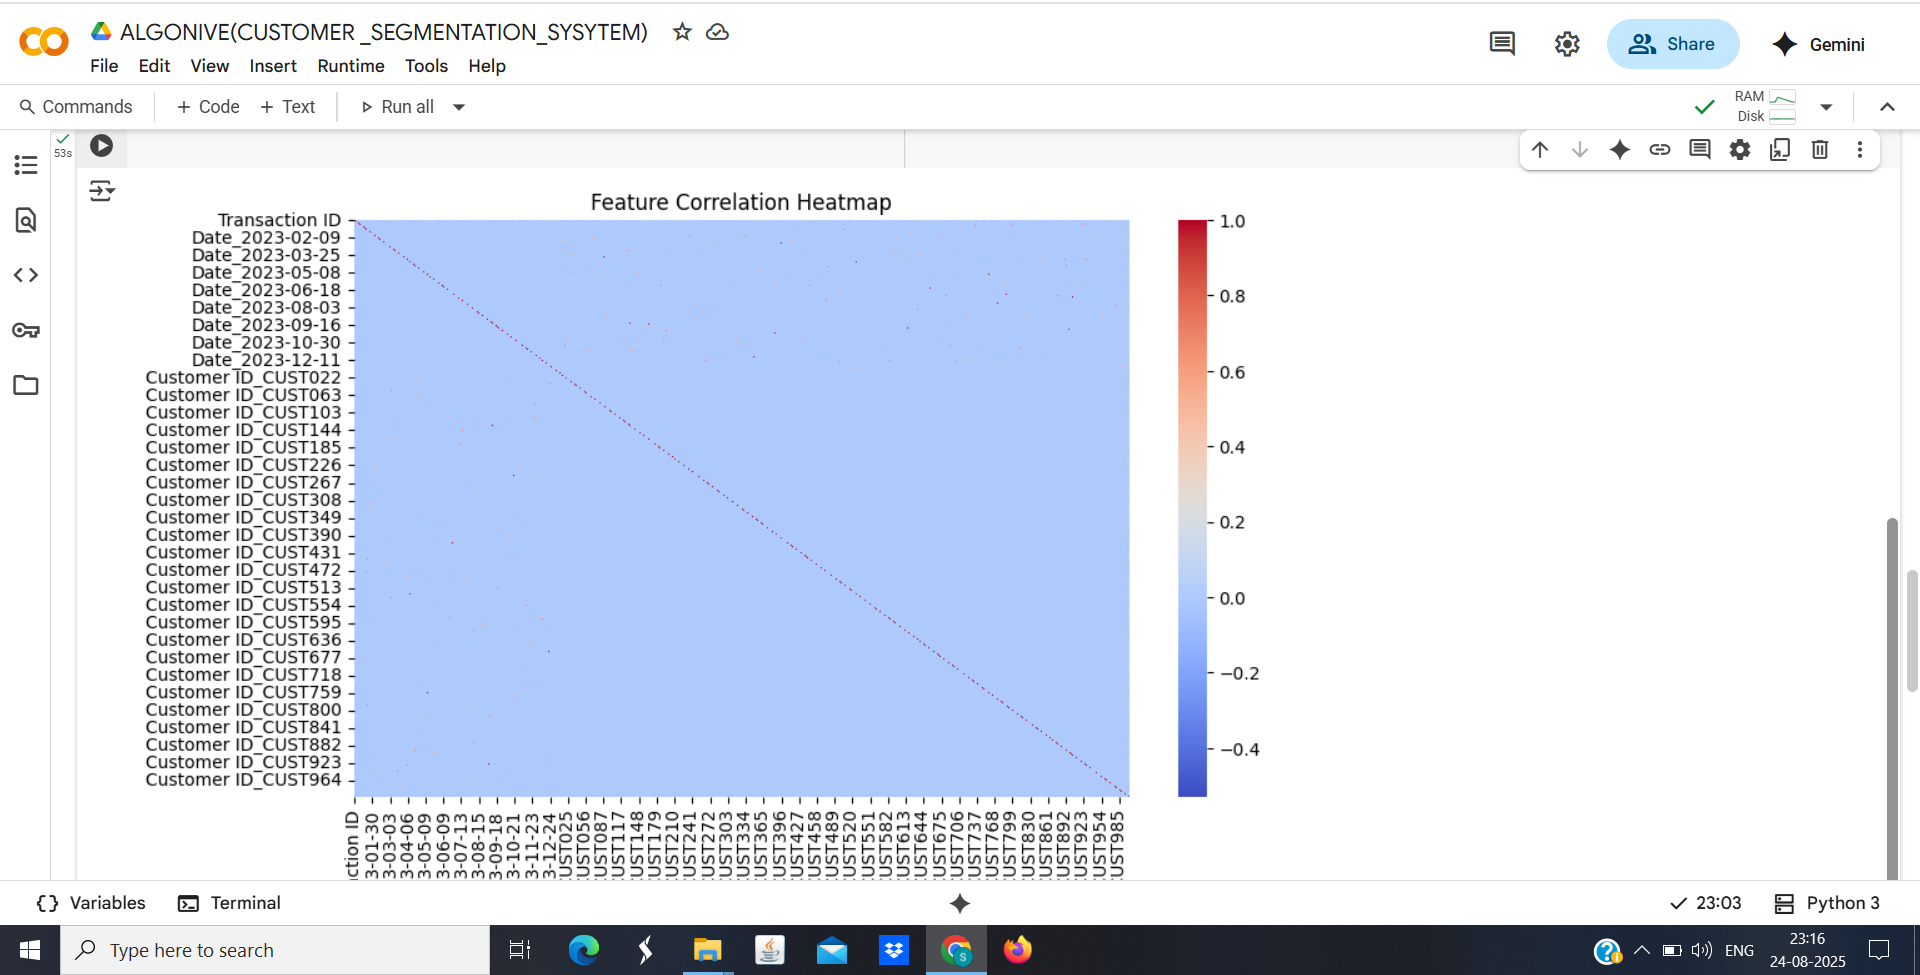 ALGONIVE(CUSTOMER _SEGMENTATION_SYSYTEM)
File Edit View Insert Runtime Tools Help
Share
Gemini
Commands + Code + Text Run all
RAM
Disk
53s
Feature Correlation Heatmap
Transaction ID
Date_2023-02-09
Date_2023-03-25
Date_2023-05-08
Date_2023-06-18
Date_2023-08-03
Date_2023-09-16
Date_2023-10-30
Date_2023-12-11
Customer ID_CUST022
Customer ID_CUST063
Customer ID_CUST103
Customer ID_CUST144
Customer ID_CUST185
Customer ID_CUST226
Customer ID_CUST267
Customer ID_CUST308
Customer ID_CUST349
Customer ID_CUST390
Customer ID_CUST431
Customer ID_CUST472
Customer ID_CUST513
Customer ID_CUST554
Customer ID_CUST595
Customer ID_CUST636
Customer ID_CUST677
Customer ID_CUST718
Customer ID_CUST759
Customer ID_CUST800
Customer ID_CUST841
Customer ID_CUST882
Customer ID_CUST923
Customer ID_CUST964
1.0
0.8
0.6
0.4
0.2
0.0
−0.2
−0.4
ction ID
3-01-30
3-03-03
3-04-06
3-05-09
3-06-09
3-07-13
3-08-15
3-09-18
3-10-21
3-11-23
3-12-24
UST025
UST056
UST087
UST117
UST148
UST179
UST210
UST241
UST272
UST303
UST334
UST365
UST396
UST427
UST458
UST489
UST520
UST551
UST582
UST613
UST644
UST675
UST706
UST737
UST768
UST799
UST830
UST861
UST892
UST923
UST954
UST985
{} Variables Terminal
23:03 Python 3
Type here to search
ENG
23:16
24-08-2025